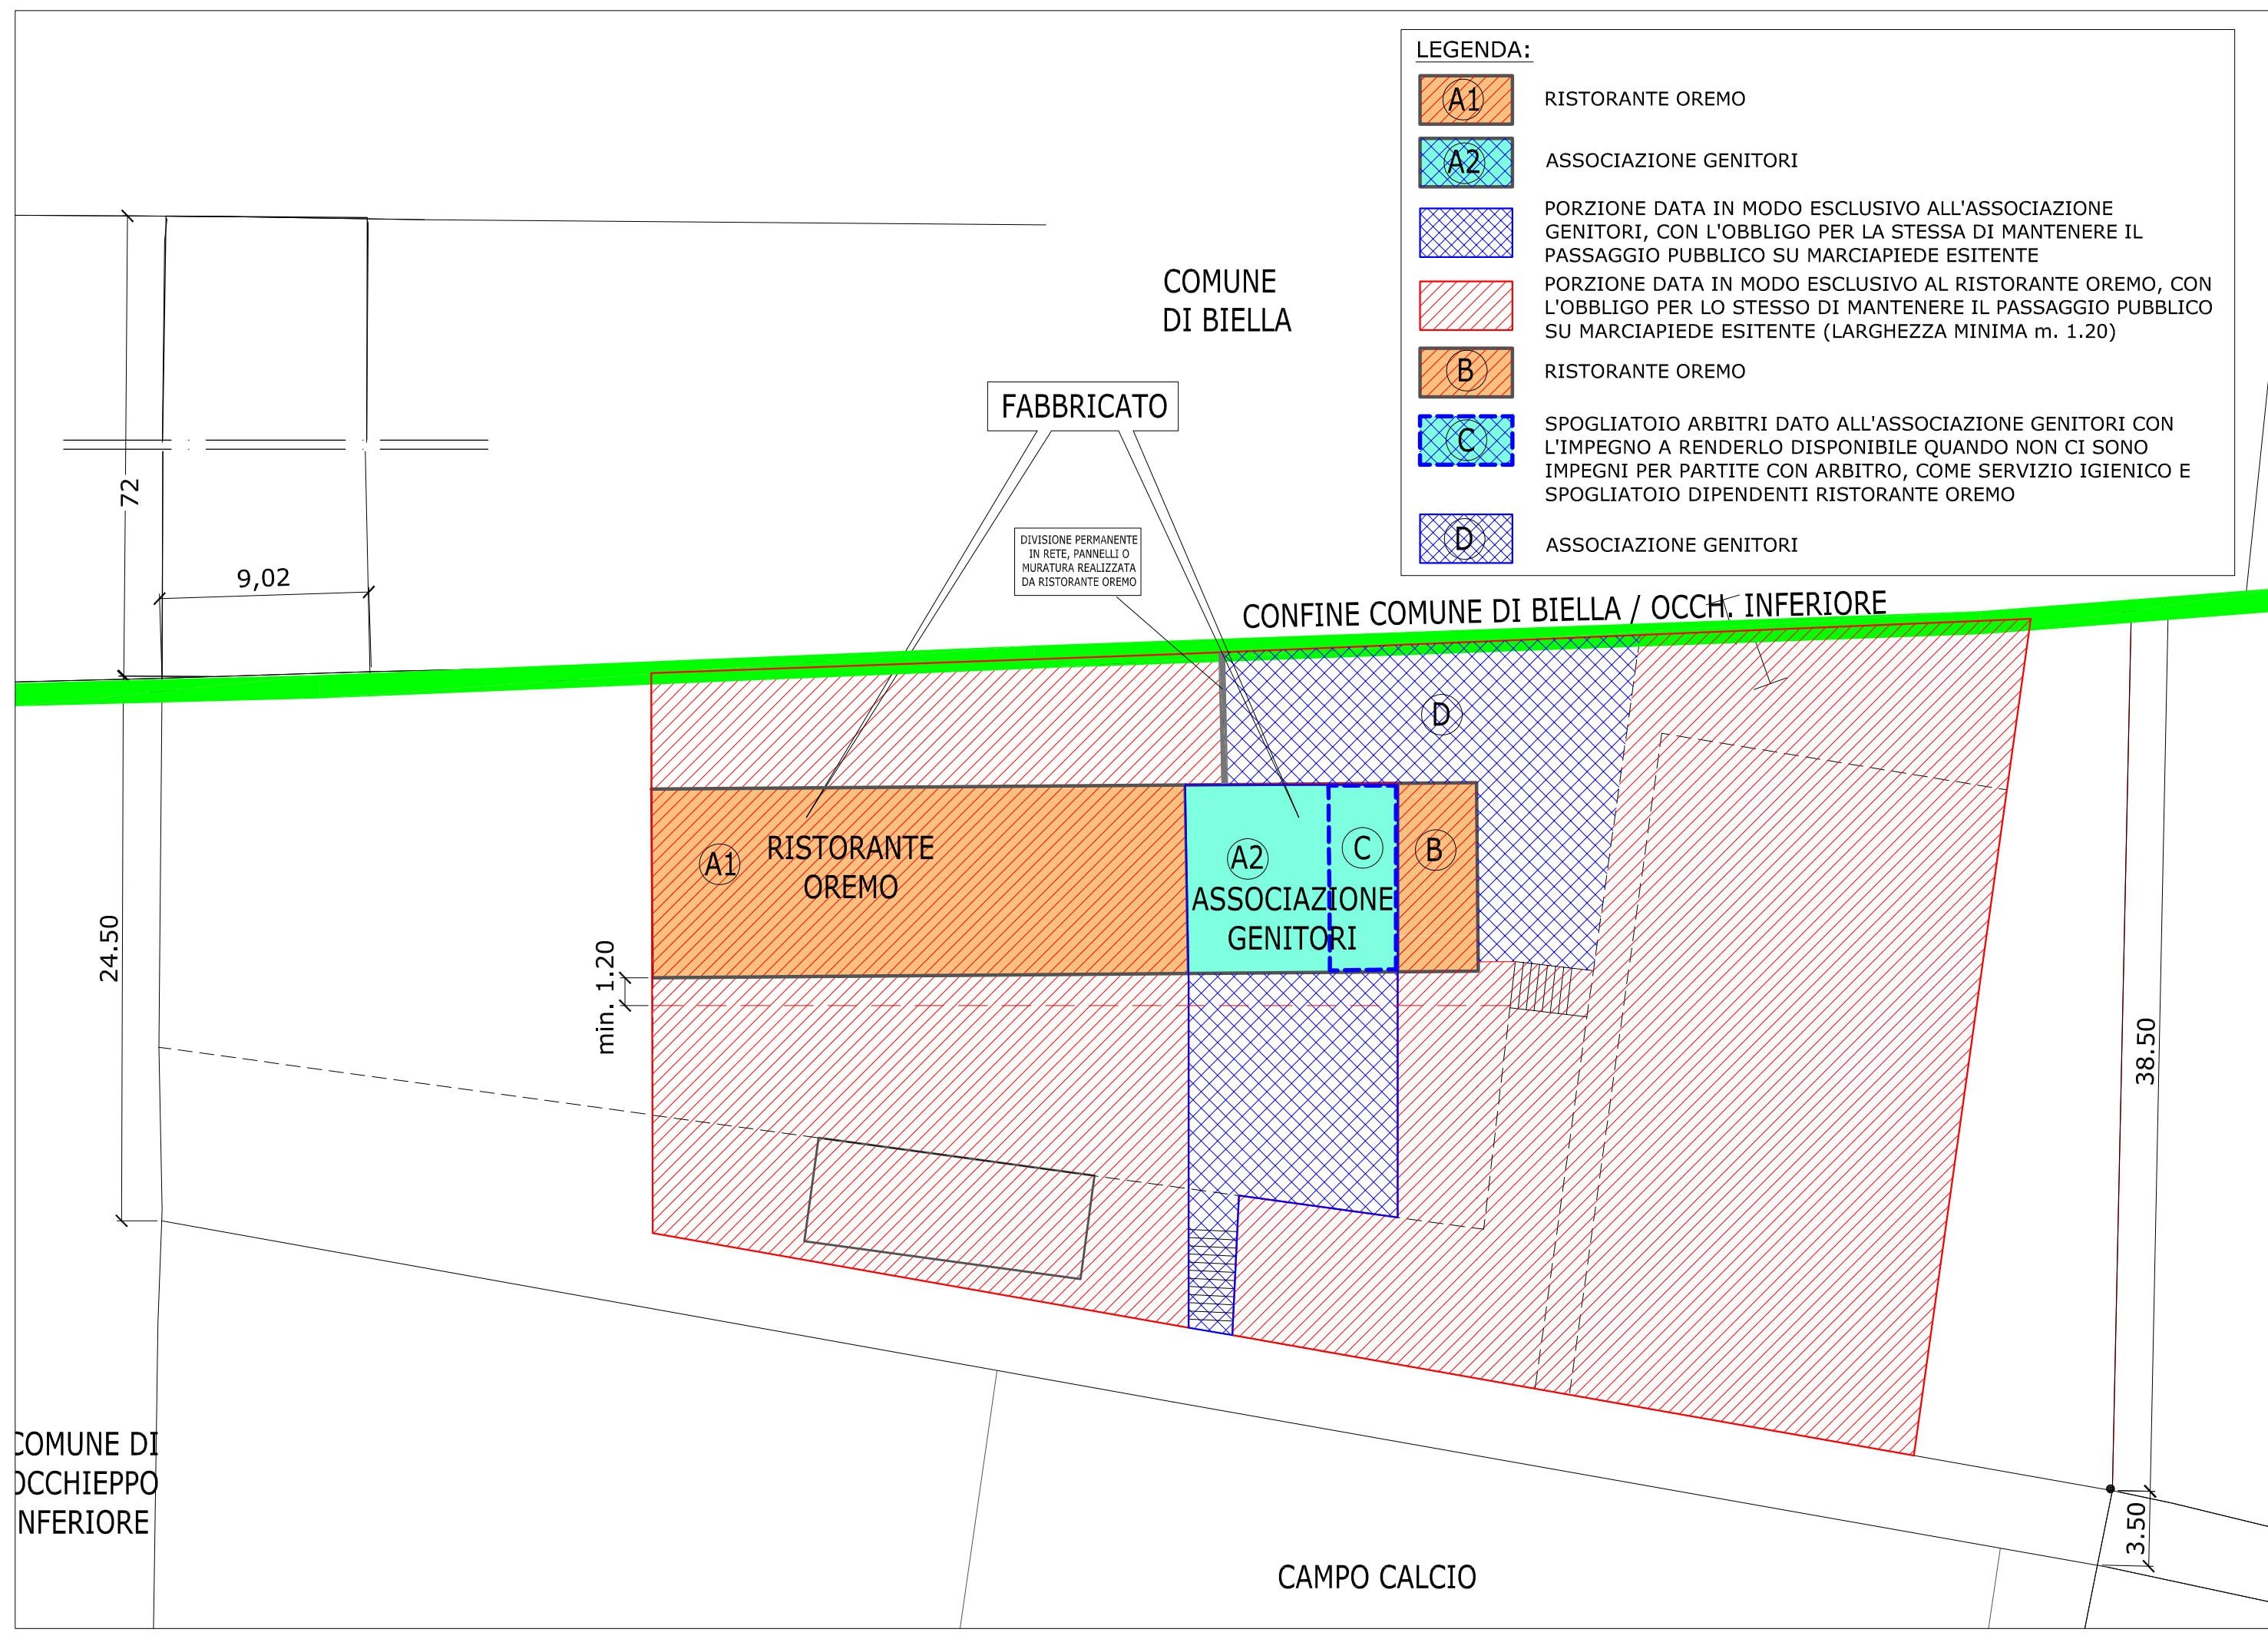 LEGENDA:
A1
RISTORANTE OREMO
A2
ASSOCIAZIONE GENITORI
PORZIONE DATA IN MODO ESCLUSIVO ALL'ASSOCIAZIONE
GENITORI, CON L'OBBLIGO PER LA STESSA DI MANTENERE IL
PASSAGGIO PUBBLICO SU MARCIAPIEDE ESITENTE
PORZIONE DATA IN MODO ESCLUSIVO AL RISTORANTE OREMO, CON
L'OBBLIGO PER LO STESSO DI MANTENERE IL PASSAGGIO PUBBLICO
SU MARCIAPIEDE ESITENTE (LARGHEZZA MINIMA m. 1.20)
B
RISTORANTE OREMO
C
SPOGLIATOIO ARBITRI DATO ALL'ASSOCIAZIONE GENITORI CON
L'IMPEGNO A RENDERLO DISPONIBILE QUANDO NON CI SONO
IMPEGNI PER PARTITE CON ARBITRO, COME SERVIZIO IGIENICO E
SPOGLIATOIO DIPENDENTI RISTORANTE OREMO
D
ASSOCIAZIONE GENITORI
COMUNE
DI BIELLA
FABBRICATO
72
9,02
DIVISIONE PERMANENTE
IN RETE, PANNELLI O
MURATURA REALIZZATA
DA RISTORANTE OREMO
CONFINE COMUNE DI BIELLA / OCCH. INFERIORE
D
A1
RISTORANTE
OREMO
A2
ASSOCIAZIONE
GENITORI
C
B
24.50
min. 1.20
38.50
3.50
COMUNE DI
OCCHIEPPO
NFERIORE
CAMPO CALCIO